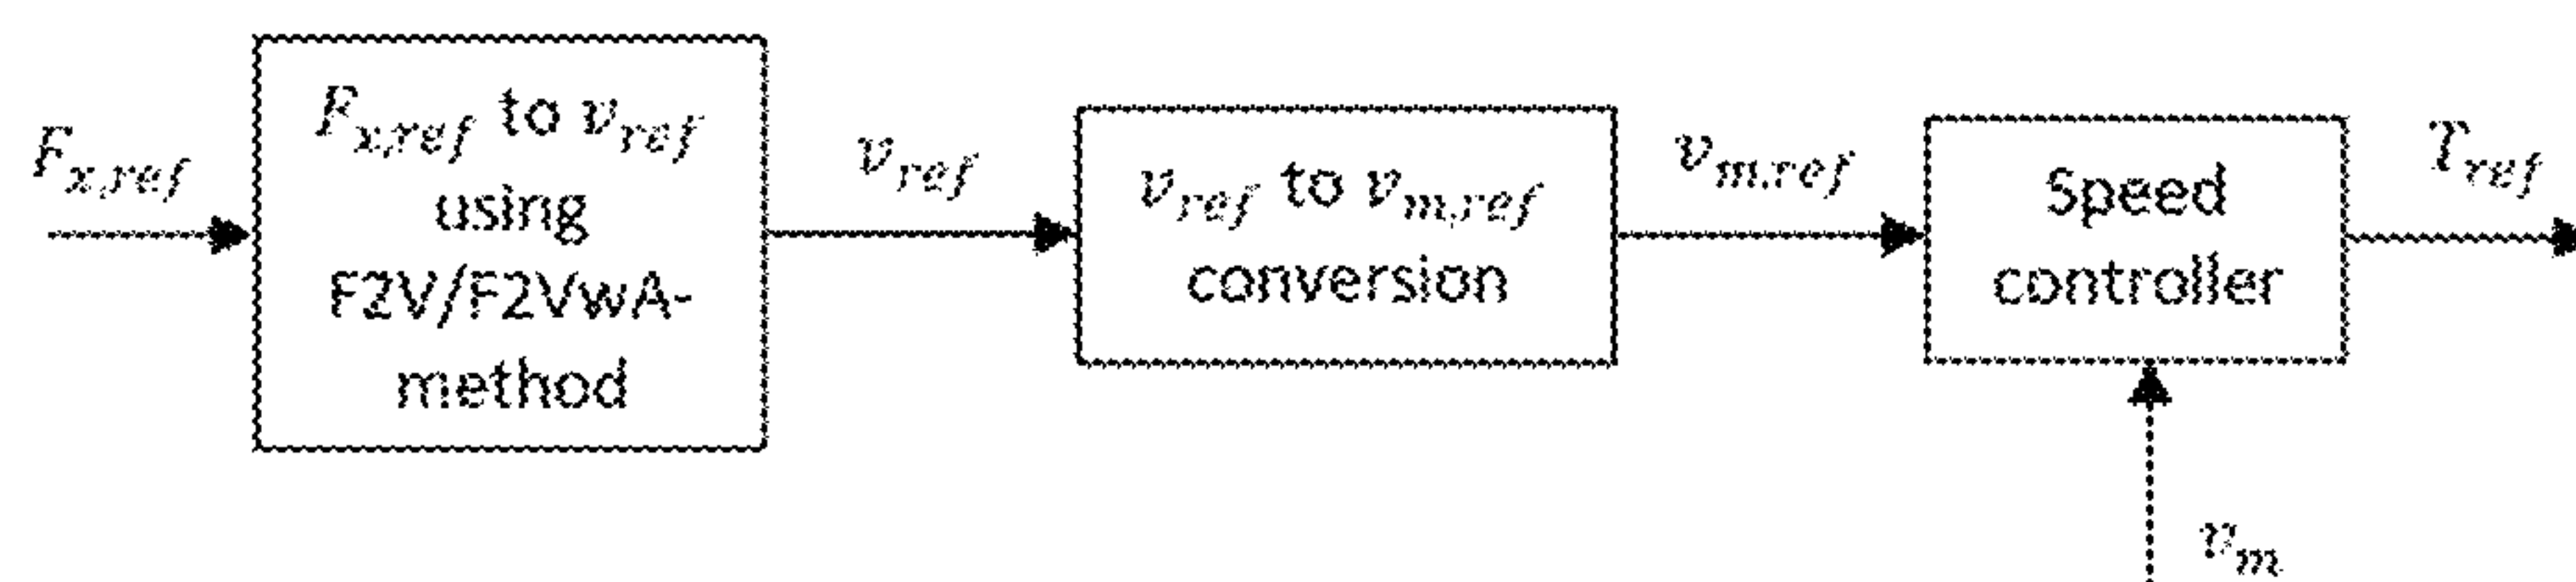 F_{x,ref}
F_{x,ref} to v_{ref}
using
F2V/F2VwA-
method
v_{ref}
v_{ref} to v_{m,ref}
conversion
v_{m,ref}
Speed
controller
T_{ref}
v_m